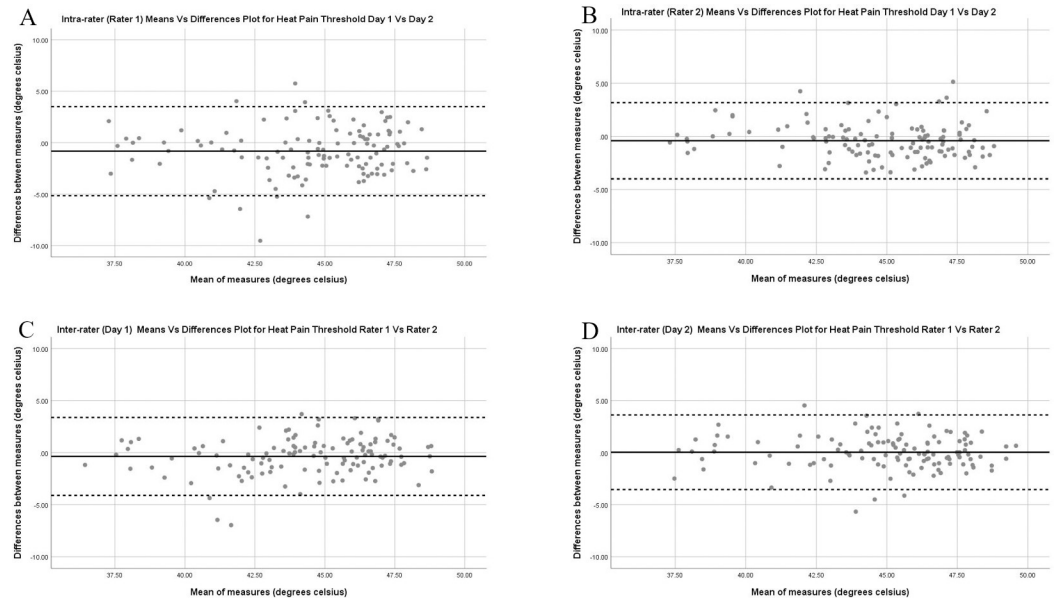 A
Intra-rater (Rater 1) Means Vs Differences Plot for Heat Pain Threshold Day 1 Vs Day 2
Differences between measures (degrees celsius)
10.00
5.00
.00
-5.00
-10.00
37.50 40.00 42.50 45.00 47.50 50.00
Mean of measures (degrees celsius)
B
Intra-rater (Rater 2) Means Vs Differences Plot for Heat Pain Threshold Day 1 Vs Day 2
Differences between measures (degrees celsius)
10.00
5.00
.00
-5.00
-10.00
37.50 40.00 42.50 45.00 47.50 50.00
Mean of measures (degrees celsius)
C
Inter-rater (Day 1) Means Vs Differences Plot for Heat Pain Threshold Rater 1 Vs Rater 2
Differences between measures (degrees celsius)
10.00
5.00
.00
-5.00
-10.00
37.50 40.00 42.50 45.00 47.50 50.00
Mean of measures (degrees celsius)
D
Inter-rater (Day 2) Means Vs Differences Plot for Heat Pain Threshold Rater 1 Vs Rater 2
Differences between measures (degrees celsius)
10.00
5.00
.00
-5.00
-10.00
37.50 40.00 42.50 45.00 47.50 50.00
Mean of measures (degrees celsius)